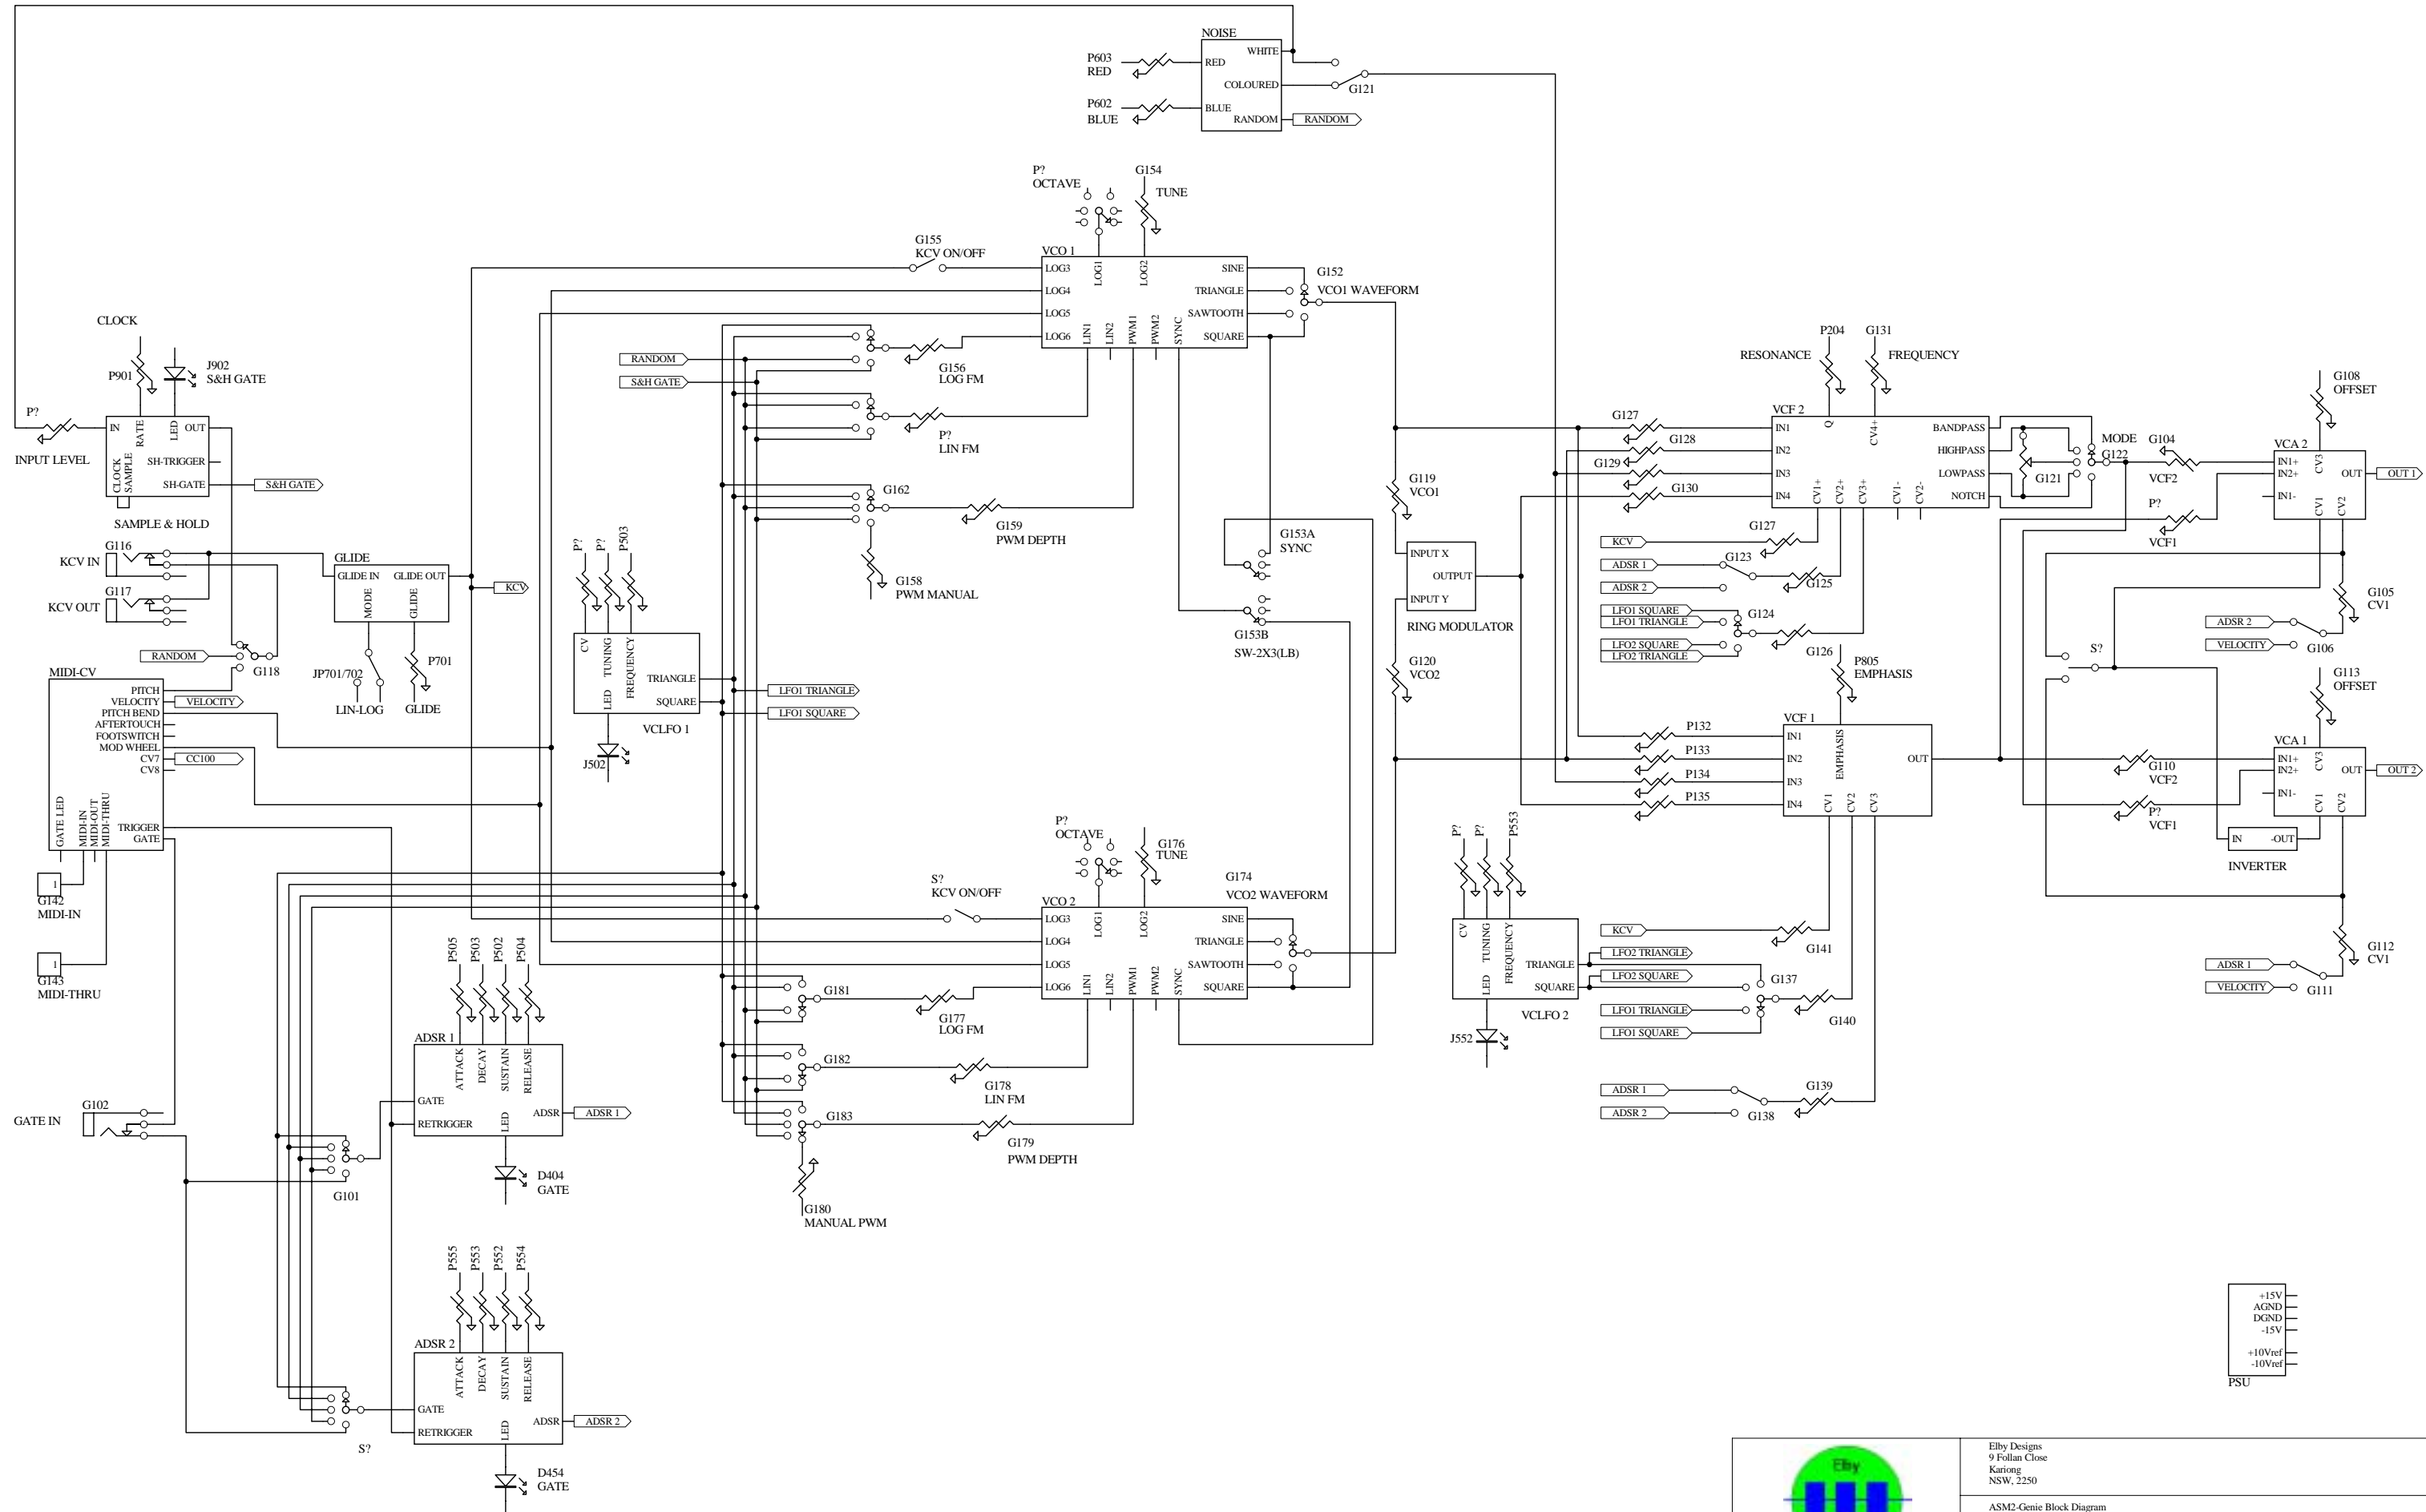 NOISE
WHITE
P603
RED
RED
COLOURED
G121
P602
BLUE
BLUE
RANDOM
RANDOM
P?
OCTAVE
G154
TUNE
G155
KCV ON/OFF
VCO 1
LOG3
LOG1
LOG2
SINE
G152
LOG4
TRIANGLE
VCO1 WAVEFORM
LOG5
SAWTOOTH
LOG6
LIN1
LIN2
PWM1
PWM2
SYNC
SQUARE
CLOCK
P901
J902
S&H GATE
P?
INPUT LEVEL
IN
RATE
LED
OUT
SH-TRIGGER
CLOCK
SAMPLE
SH-GATE
S&H GATE
SAMPLE & HOLD
RANDOM
S&H GATE
G156
LOG FM
P?
LIN FM
G162
G159
PWM DEPTH
G158
PWM MANUAL
G116
KCV IN
G117
KCV OUT
GLIDE
GLIDE IN
GLIDE OUT
MODE
GLIDE
KCV
RANDOM
G118
JP701/702
LIN-LOG
P701
GLIDE
MIDI-CV
PITCH
VELOCITY
VELOCITY
PITCH BEND
AFTERTOUCH
FOOTSWITCH
MOD WHEEL
CV7
CC100
CV8
GATE LED
MIDI-IN
MIDI-OUT
MIDI-THRU
TRIGGER
GATE
1
G142
MIDI-IN
1
G143
MIDI-THRU
P?
P?
P503
CV
TUNING
FREQUENCY
LED
TRIANGLE
SQUARE
VCLFO 1
J502
LFO1 TRIANGLE
LFO1 SQUARE
G153A
SYNC
G153B
SW-2X3(LB)
G119
VCO1
INPUT X
OUTPUT
INPUT Y
RING MODULATOR
G120
VCO2
P204
RESONANCE
G131
FREQUENCY
G127
G128
G129
G130
VCF 2
IN1
IN2
IN3
IN4
Q
CV4+
CV1+
CV2+
CV3+
CV1-
CV2-
BANDPASS
HIGHPASS
LOWPASS
NOTCH
G121
MODE
G122
G104
VCF2
P?
VCF1
G108
OFFSET
VCA 2
IN1+
IN2+
IN1-
CV3
CV1
CV2
OUT
OUT 1
KCV
G127
ADSR 1
G123
ADSR 2
G125
LFO1 SQUARE
LFO1 TRIANGLE
G124
LFO2 SQUARE
LFO2 TRIANGLE
G126
G105
CV1
ADSR 2
VELOCITY
G106
S?
G113
OFFSET
P805
EMPHASIS
P132
P133
P134
P135
VCF 1
IN1
IN2
IN3
IN4
EMPHASIS
CV1
CV2
CV3
OUT
G110
VCF2
P?
VCF1
VCA 1
IN1+
IN2+
IN1-
CV3
CV1
CV2
OUT
OUT 2
IN
-OUT
INVERTER
G112
CV1
ADSR 1
VELOCITY
G111
P?
OCTAVE
G176
TUNE
S?
KCV ON/OFF
G174
VCO2 WAVEFORM
VCO 2
LOG3
LOG4
LOG5
LOG6
LOG1
LOG2
LIN1
LIN2
PWM1
PWM2
SYNC
SINE
TRIANGLE
SAWTOOTH
SQUARE
G181
G177
LOG FM
G182
G178
LIN FM
G183
G179
PWM DEPTH
G180
MANUAL PWM
P?
P?
P553
CV
TUNING
FREQUENCY
LED
TRIANGLE
SQUARE
VCLFO 2
J552
KCV
G141
LFO2 TRIANGLE
LFO2 SQUARE
G137
LFO1 TRIANGLE
LFO1 SQUARE
G140
ADSR 1
ADSR 2
G138
G139
P505
P503
P502
P504
ADSR 1
ATTACK
DECAY
SUSTAIN
RELEASE
GATE
RETRIGGER
LED
ADSR
ADSR 1
D404
GATE
GATE IN
G102
G101
P555
P553
P552
P554
ADSR 2
ATTACK
DECAY
SUSTAIN
RELEASE
GATE
RETRIGGER
LED
ADSR
ADSR 2
S?
D454
GATE
+15V
AGND
DGND
-15V
+10Vref
-10Vref
PSU
Elby
Elby Designs
9 Follan Close
Kariong
NSW, 2250
ASM2-Genie Block Diagram